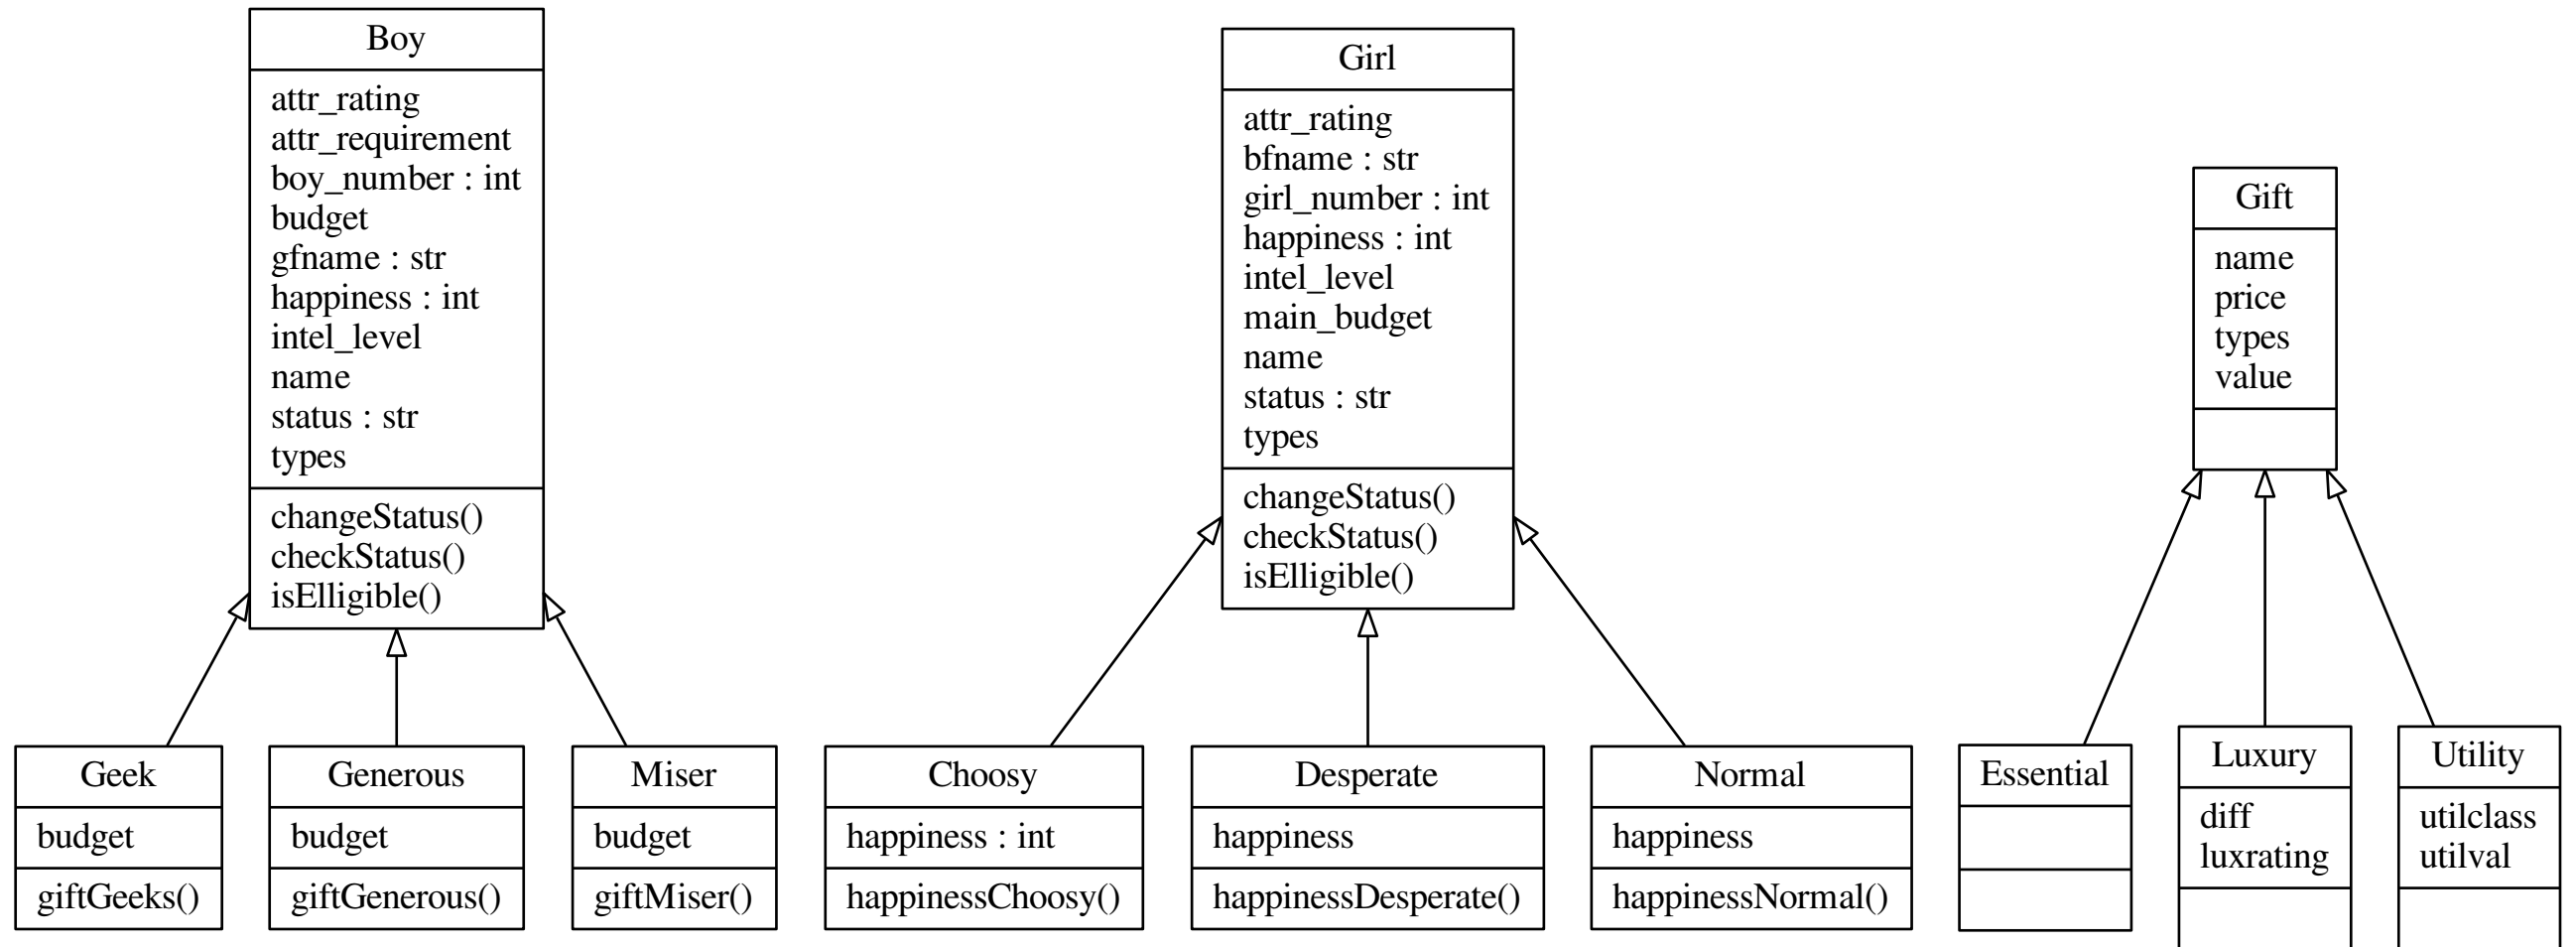 Boy
attr_rating
attr_requirement
boy_number : int
budget
gfname : str
happiness : int
intel_level
name
status : str
types
changeStatus()
checkStatus()
isElligible()
Girl
attr_rating
bfname : str
girl_number : int
happiness : int
intel_level
main_budget
name
status : str
types
changeStatus()
checkStatus()
isElligible()
Gift
name
price
types
value
Geek
budget
giftGeeks()
Generous
budget
giftGenerous()
Miser
budget
giftMiser()
Choosy
happiness : int
happinessChoosy()
Desperate
happiness
happinessDesperate()
Normal
happiness
happinessNormal()
Essential
Luxury
diff
luxrating
Utility
utilclass
utilval